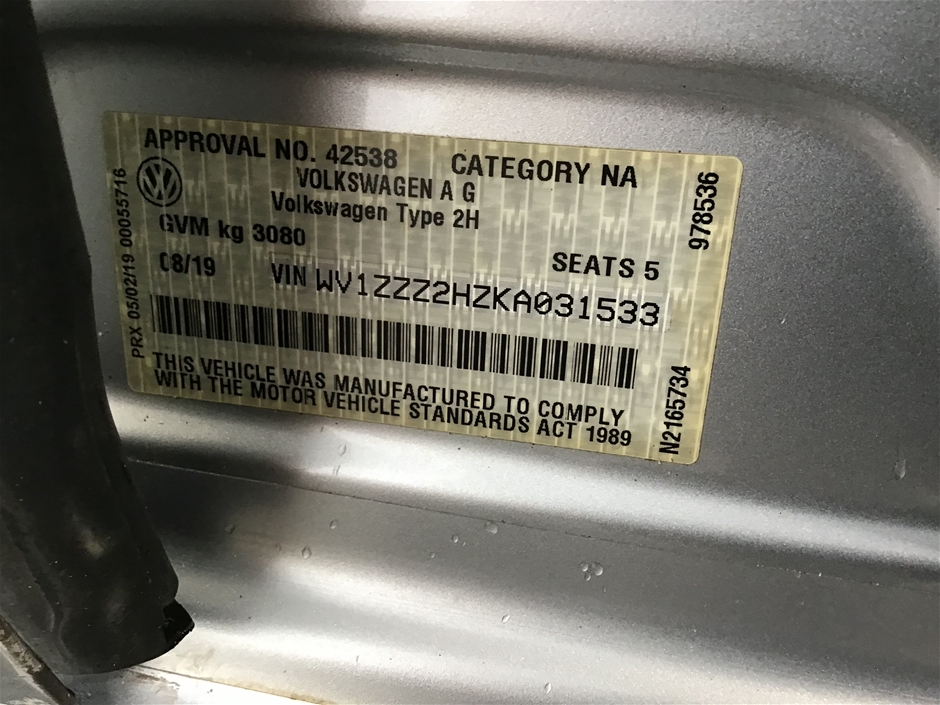 APPROVAL NO. 42538 CATEGORY NA
VOLKSWAGEN A G
Volkswagen Type 2H
GVM kg 3080
SEATS 5
08/19 VIN WV1ZZZ2HZKA031533
THIS VEHICLE WAS MANUFACTURED TO COMPLY
WITH THE MOTOR VEHICLE STANDARDS ACT 1989
PRX 05/02/19 00055716
978536
N2165734